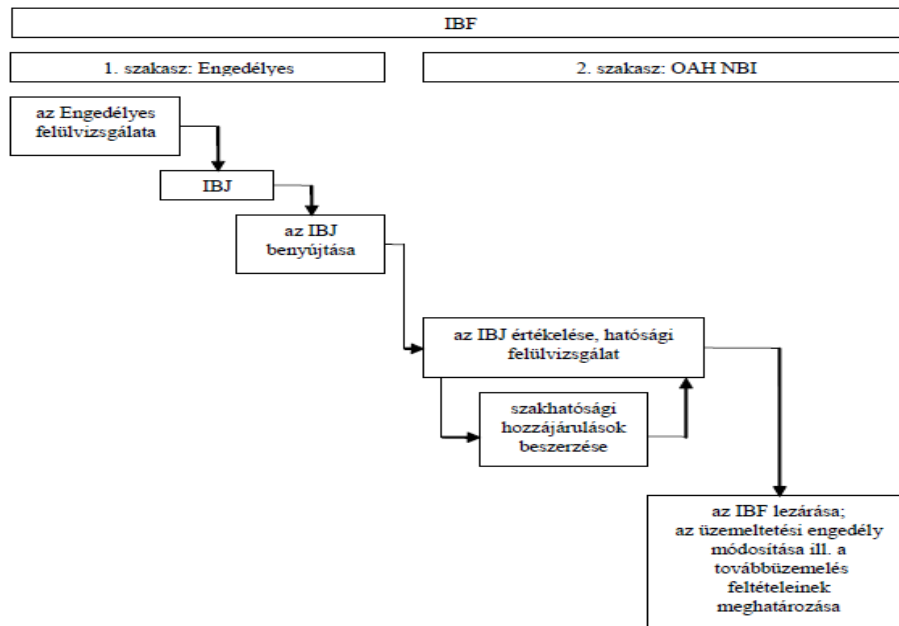 IBF
1. szakasz: Engedélyes
2. szakasz: OAH NBI
az Engedélyes
felülvizsgálata
IBJ
az IBJ
benyújtása
az IBJ értékelése, hatósági
felülvizsgálat
szakhatósági
hozzájárulások
beszerzése
az IBF lezárása;
az üzemeltetési engedély
módosítása ill. a
továbbüzemelés
feltételeinek
meghatározása